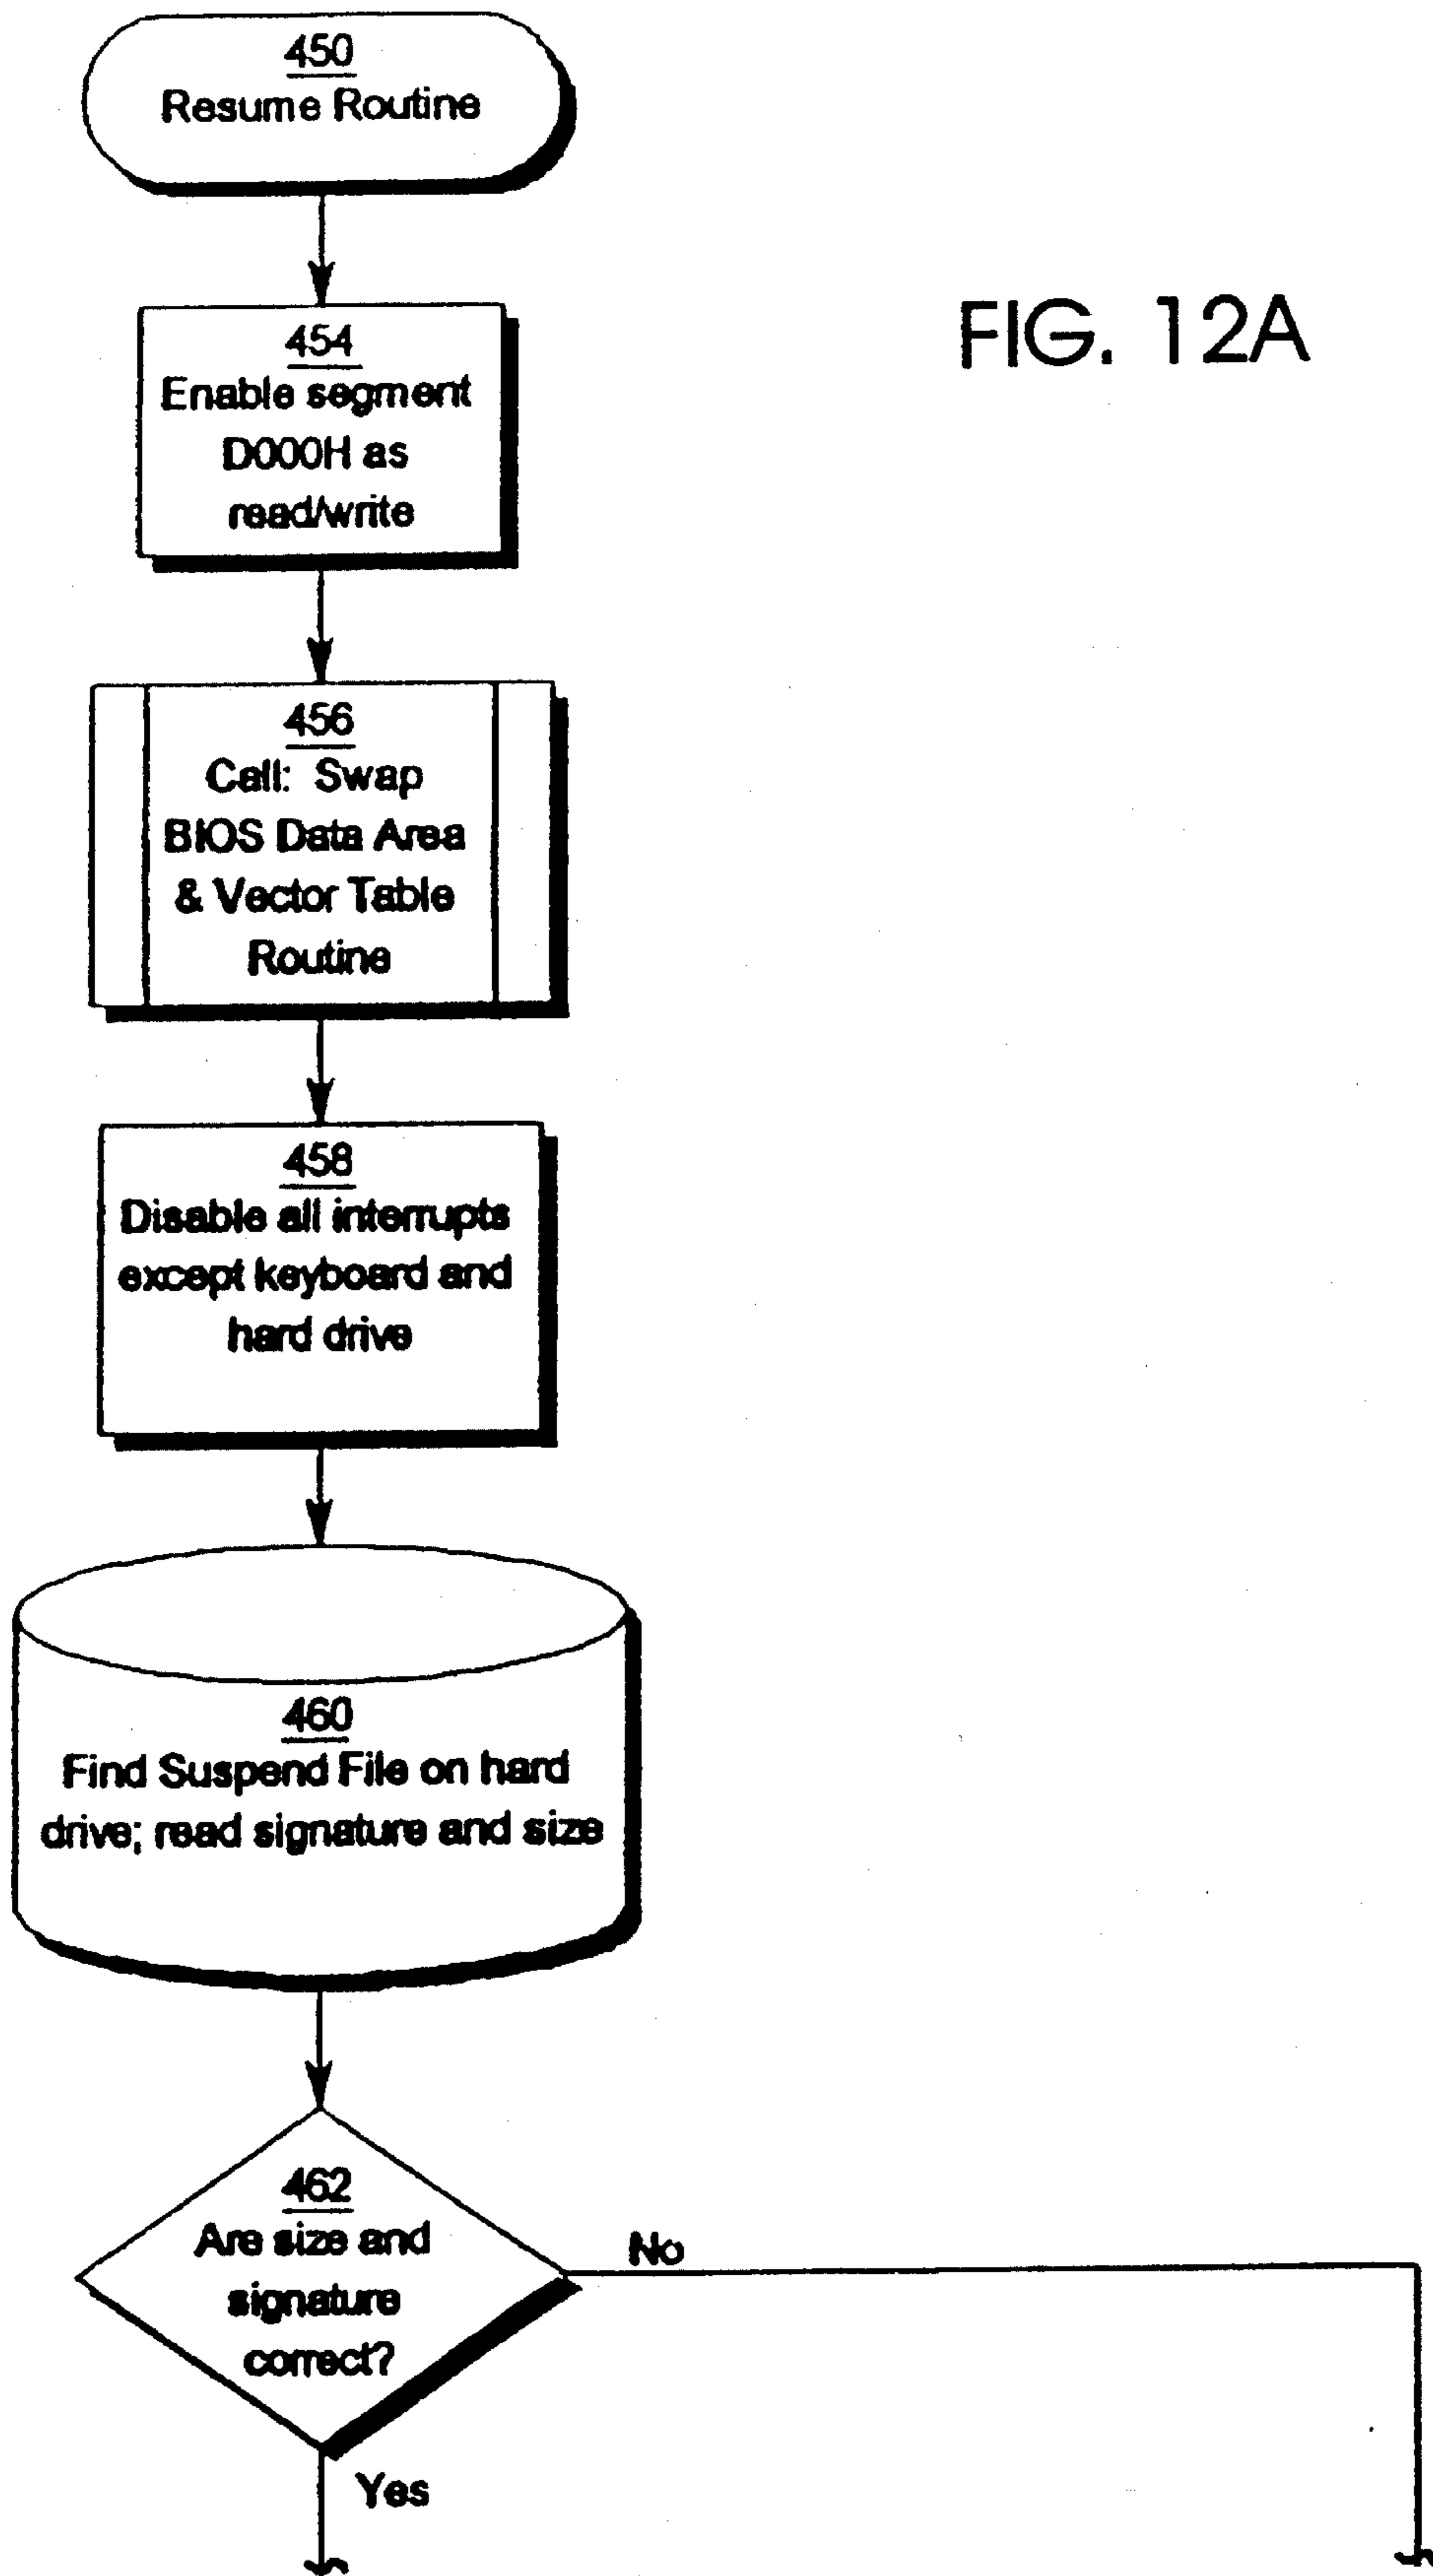 450
Resume Routine
FIG. 12A
454
Enable segment
D000H as
read/write
456
Call: Swap
BIOS Data Area
& Vector Table
Routine
458
Disable all interrupts
except keyboard and
hard drive
460
Find Suspend File on hard
drive; read signature and size
462
Are size and
signature
correct?
No
Yes